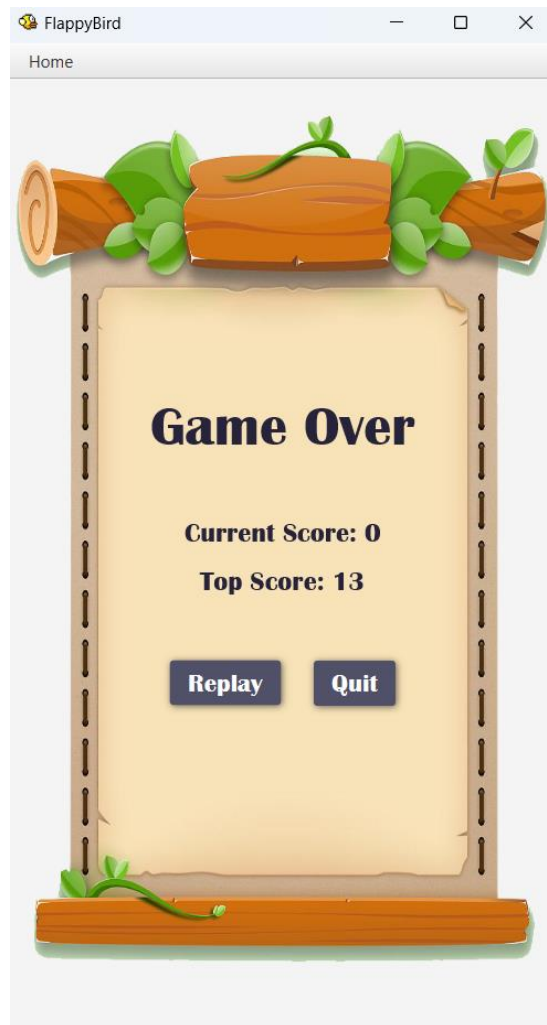 FlappyBird
Home
Game Over
Current Score: 0
Top Score: 13
Replay Quit